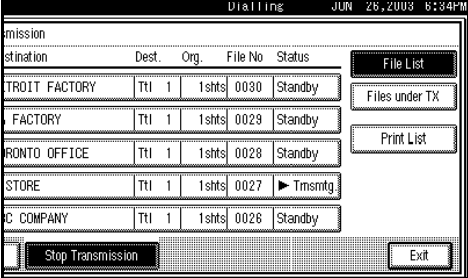 Dialling JUN 26,2003 6:34PM
smission
stination Dest. Org. File No Status
File List
TROIT FACTORY Ttl 1 1shts 0030 Standby
Files under TX
FACTORY Ttl 1 1shts 0029 Standby
Print List
ORONTO OFFICE Ttl 1 1shts 0028 Standby
STORE Ttl 1 1shts 0027 ▶ Trnsmtg.
C COMPANY Ttl 1 1shts 0026 Standby
Stop Transmission Exit